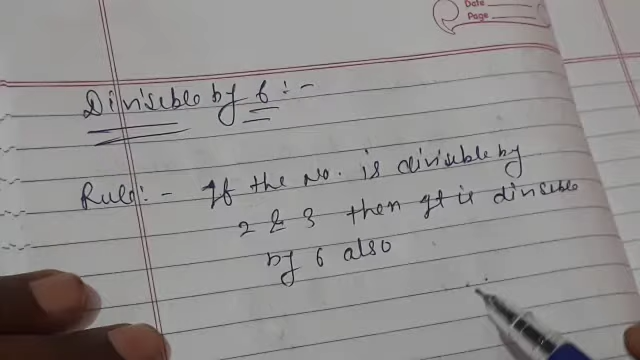 Date
Page
Divisible by 6 :-
Rule:- If the No. is divisible by
2 & 3 then It is divisible
by 6 also